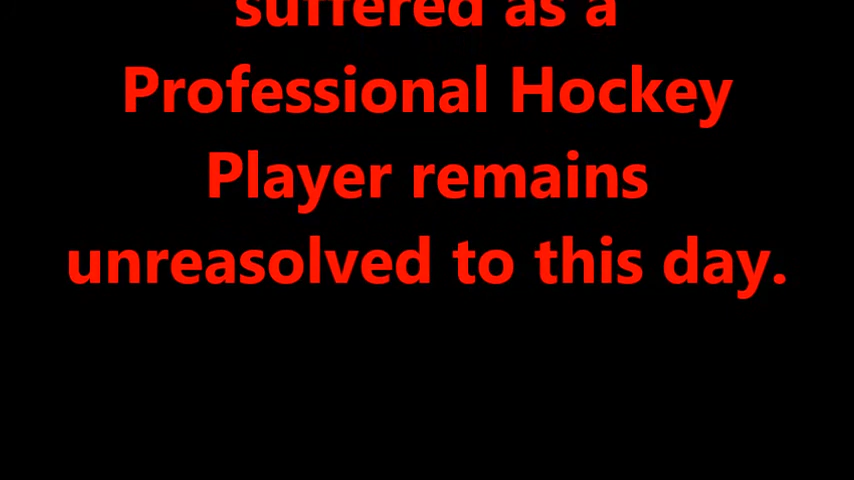 suffered as a
Professional Hockey
Player remains
unreasolved to this day.